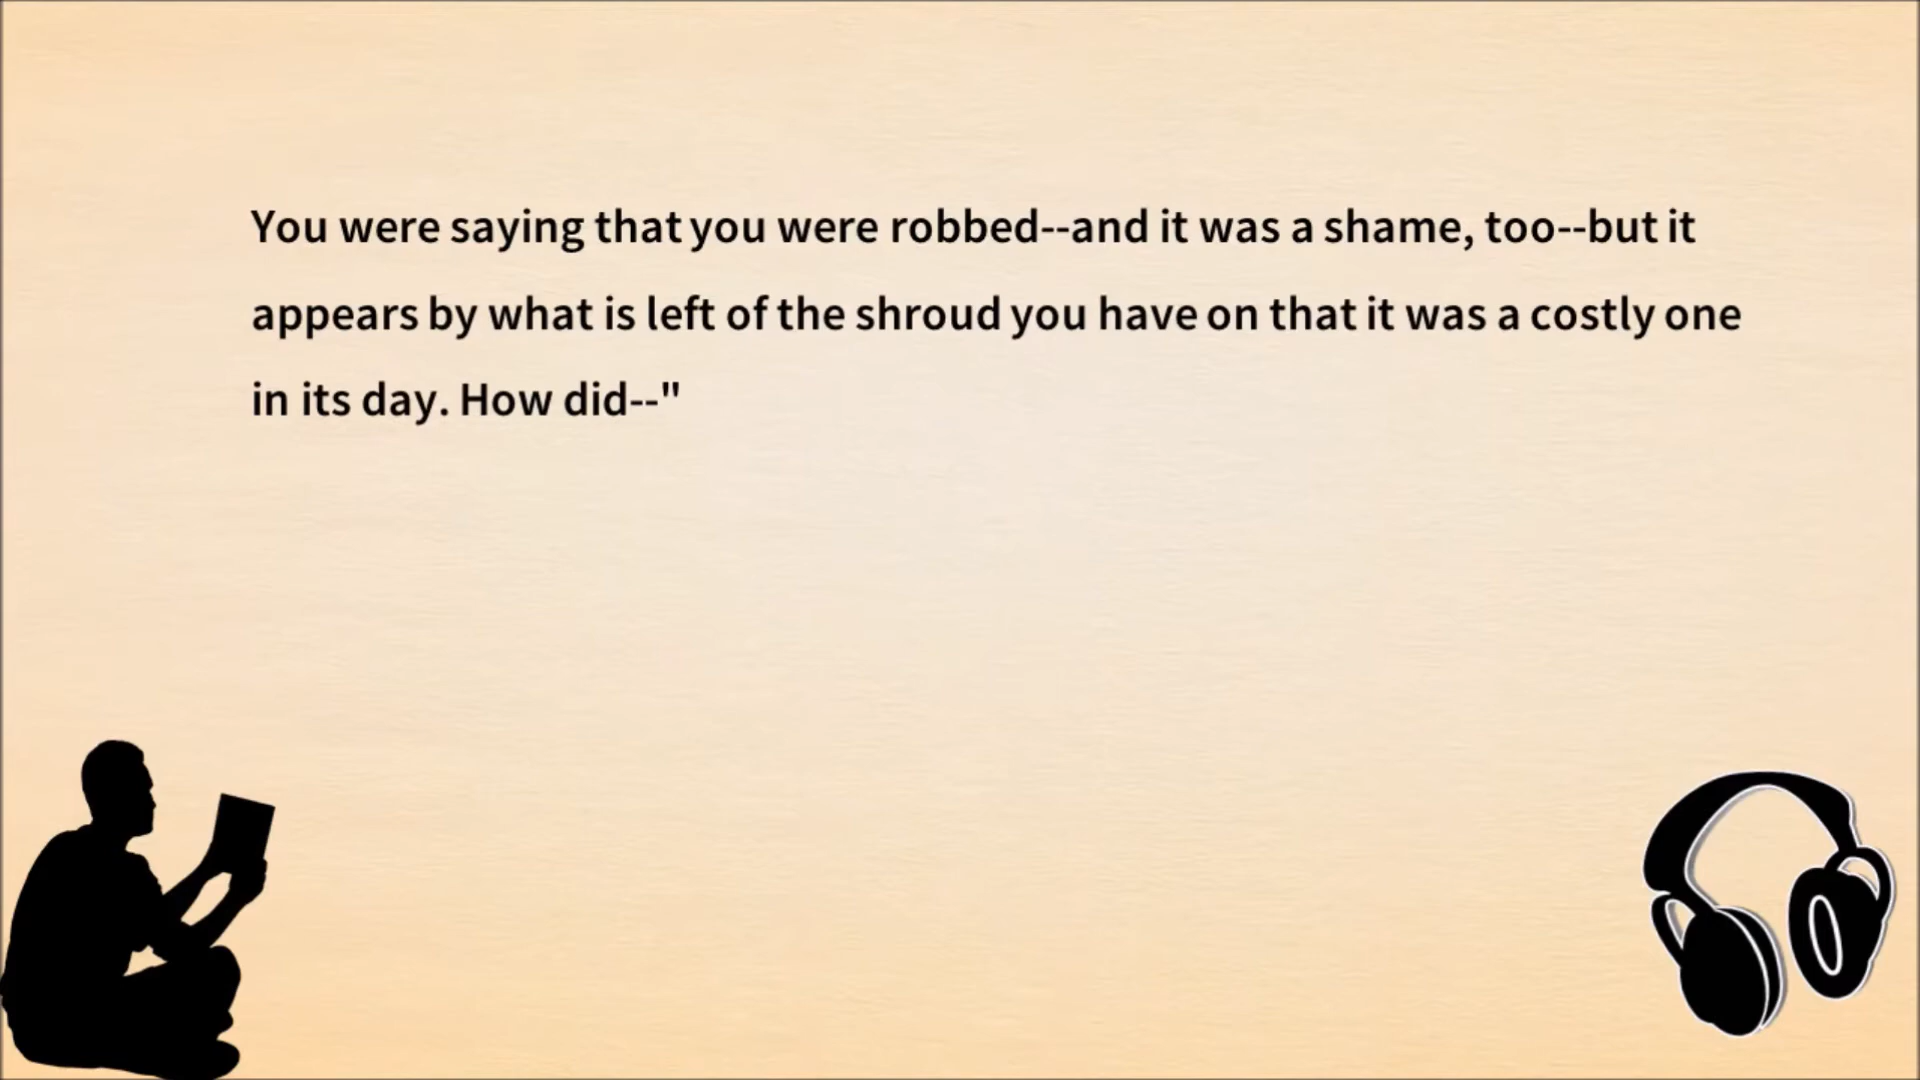 You were saying that you were robbed--and it was a shame, too--but it
appears by what is left of the shroud you have on that it was a costly one
in its day. How did--"